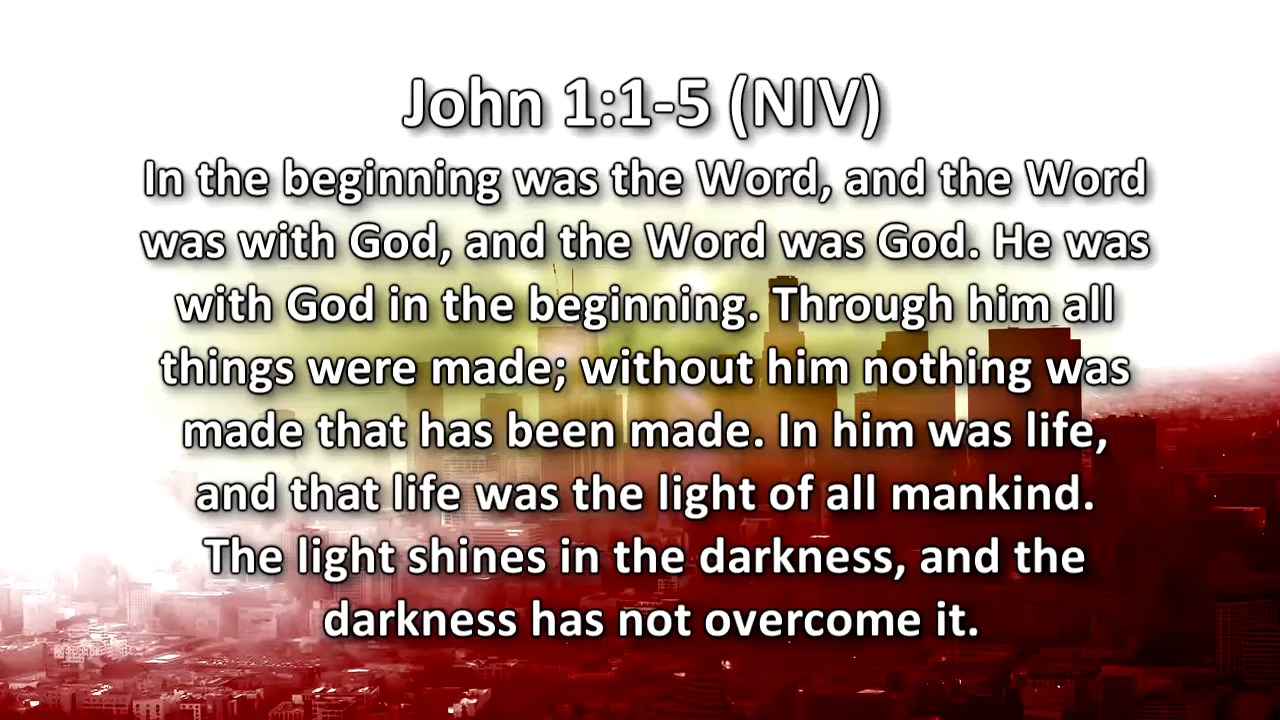 John 1:1-5 (NIV)
In the beginning was the Word, and the Word
was with God, and the Word was God. He was
with God in the beginning. Through him all
things were made; without him nothing was
made that has been made. In him was life,
and that life was the light of all mankind.
The light shines in the darkness, and the
darkness has not overcome it.